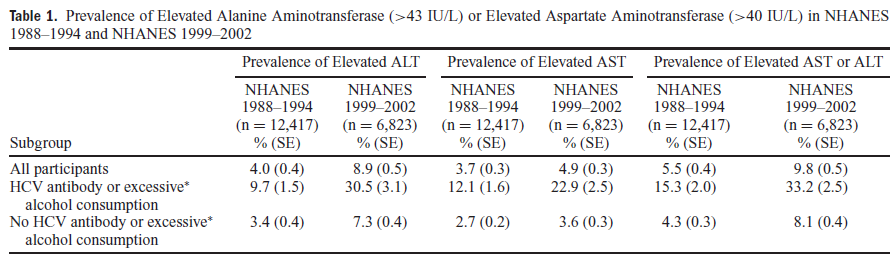 Table 1. Prevalence of Elevated Alanine Aminotransferase (>43 IU/L) or Elevated Aspartate Aminotransferase (>40 IU/L) in NHANES
1988–1994 and NHANES 1999–2002
Prevalence of Elevated ALT Prevalence of Elevated AST Prevalence of Elevated AST or ALT
NHANES NHANES NHANES NHANES NHANES NHANES
1988–1994 1999–2002 1988–1994 1999–2002 1988–1994 1999–2002
(n = 12,417) (n = 6,823) (n = 12,417) (n = 6,823) (n = 12,417) (n = 6,823)
Subgroup % (SE) % (SE) % (SE) % (SE) % (SE) % (SE)
All participants 4.0 (0.4) 8.9 (0.5) 3.7 (0.3) 4.9 (0.3) 5.5 (0.4) 9.8 (0.5)
HCV antibody or excessive* 9.7 (1.5) 30.5 (3.1) 12.1 (1.6) 22.9 (2.5) 15.3 (2.0) 33.2 (2.5)
alcohol consumption
No HCV antibody or excessive* 3.4 (0.4) 7.3 (0.4) 2.7 (0.2) 3.6 (0.3) 4.3 (0.3) 8.1 (0.4)
alcohol consumption